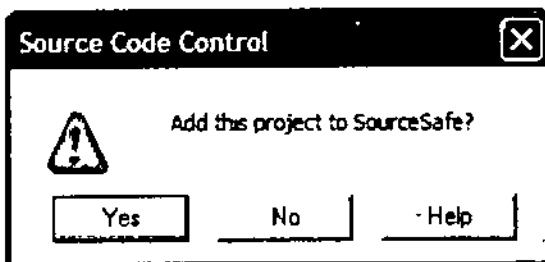 Source Code Control
Add this project to SourceSafe?
Yes No Help